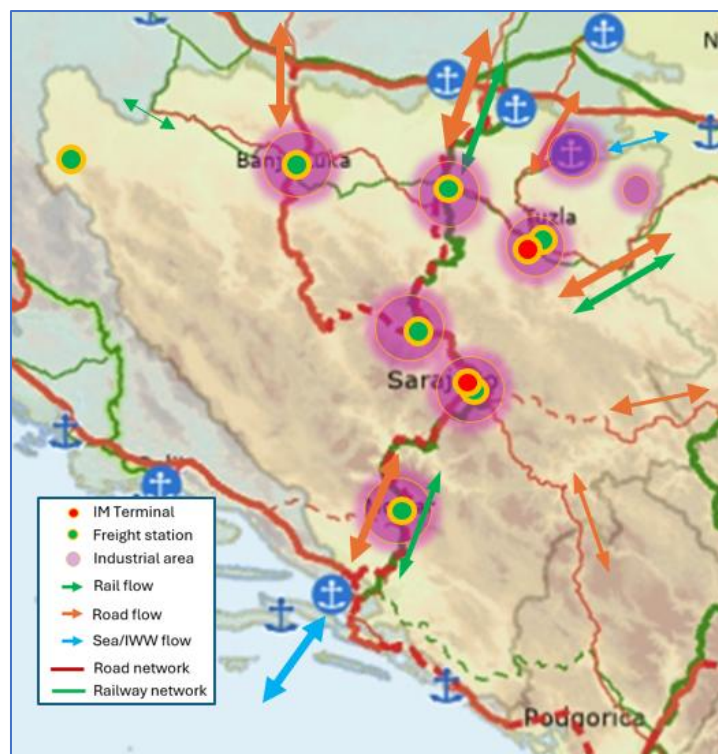 N
Banja Luka
Tuzla
Sarajevo
IM Terminal
Freight station
Industrial area
Rail flow
Road flow
Sea/IWW flow
Road network
Railway network
Podgorica